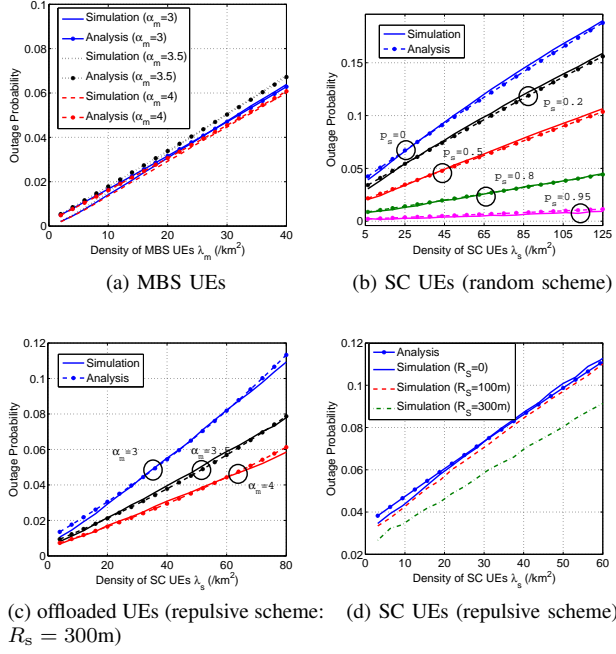 0.1
0.08
0.06
0.04
0.02
0
0 10 20 30 40
Outage Probability
Density of MBS UEs λ_m (/km²)
Simulation (α_m=3)
Analysis (α_m=3)
Simulation (α_m=3.5)
Analysis (α_m=3.5)
Simulation (α_m=4)
Analysis (α_m=4)
(a) MBS UEs
0.15
0.1
0.05
0
5 25 45 65 85 105 125
Outage Probability
Density of SC UEs λ_s (/km²)
Simulation
Analysis
p_s=0
p_s=0.2
p_s=0.5
p_s=0.8
p_s=0.95
(b) SC UEs (random scheme)
0.12
0.1
0.08
0.06
0.04
0.02
0
0 20 40 60 80
Outage Probability
Density of SC UEs λ_s (/km²)
Simulation
Analysis
α_m=3
α_m=3.5
α_m=4
(c) offloaded UEs (repulsive scheme:
R_s = 300m)
0.12
0.1
0.08
0.06
0.04
0.02
0 10 20 30 40 50 60
Outage Probability
Density of SC UEs λ_s (/km²)
Analysis
Simulation (R_S=0)
Simulation (R_S=100m)
Simulation (R_S=300m)
(d) SC UEs (repulsive scheme)